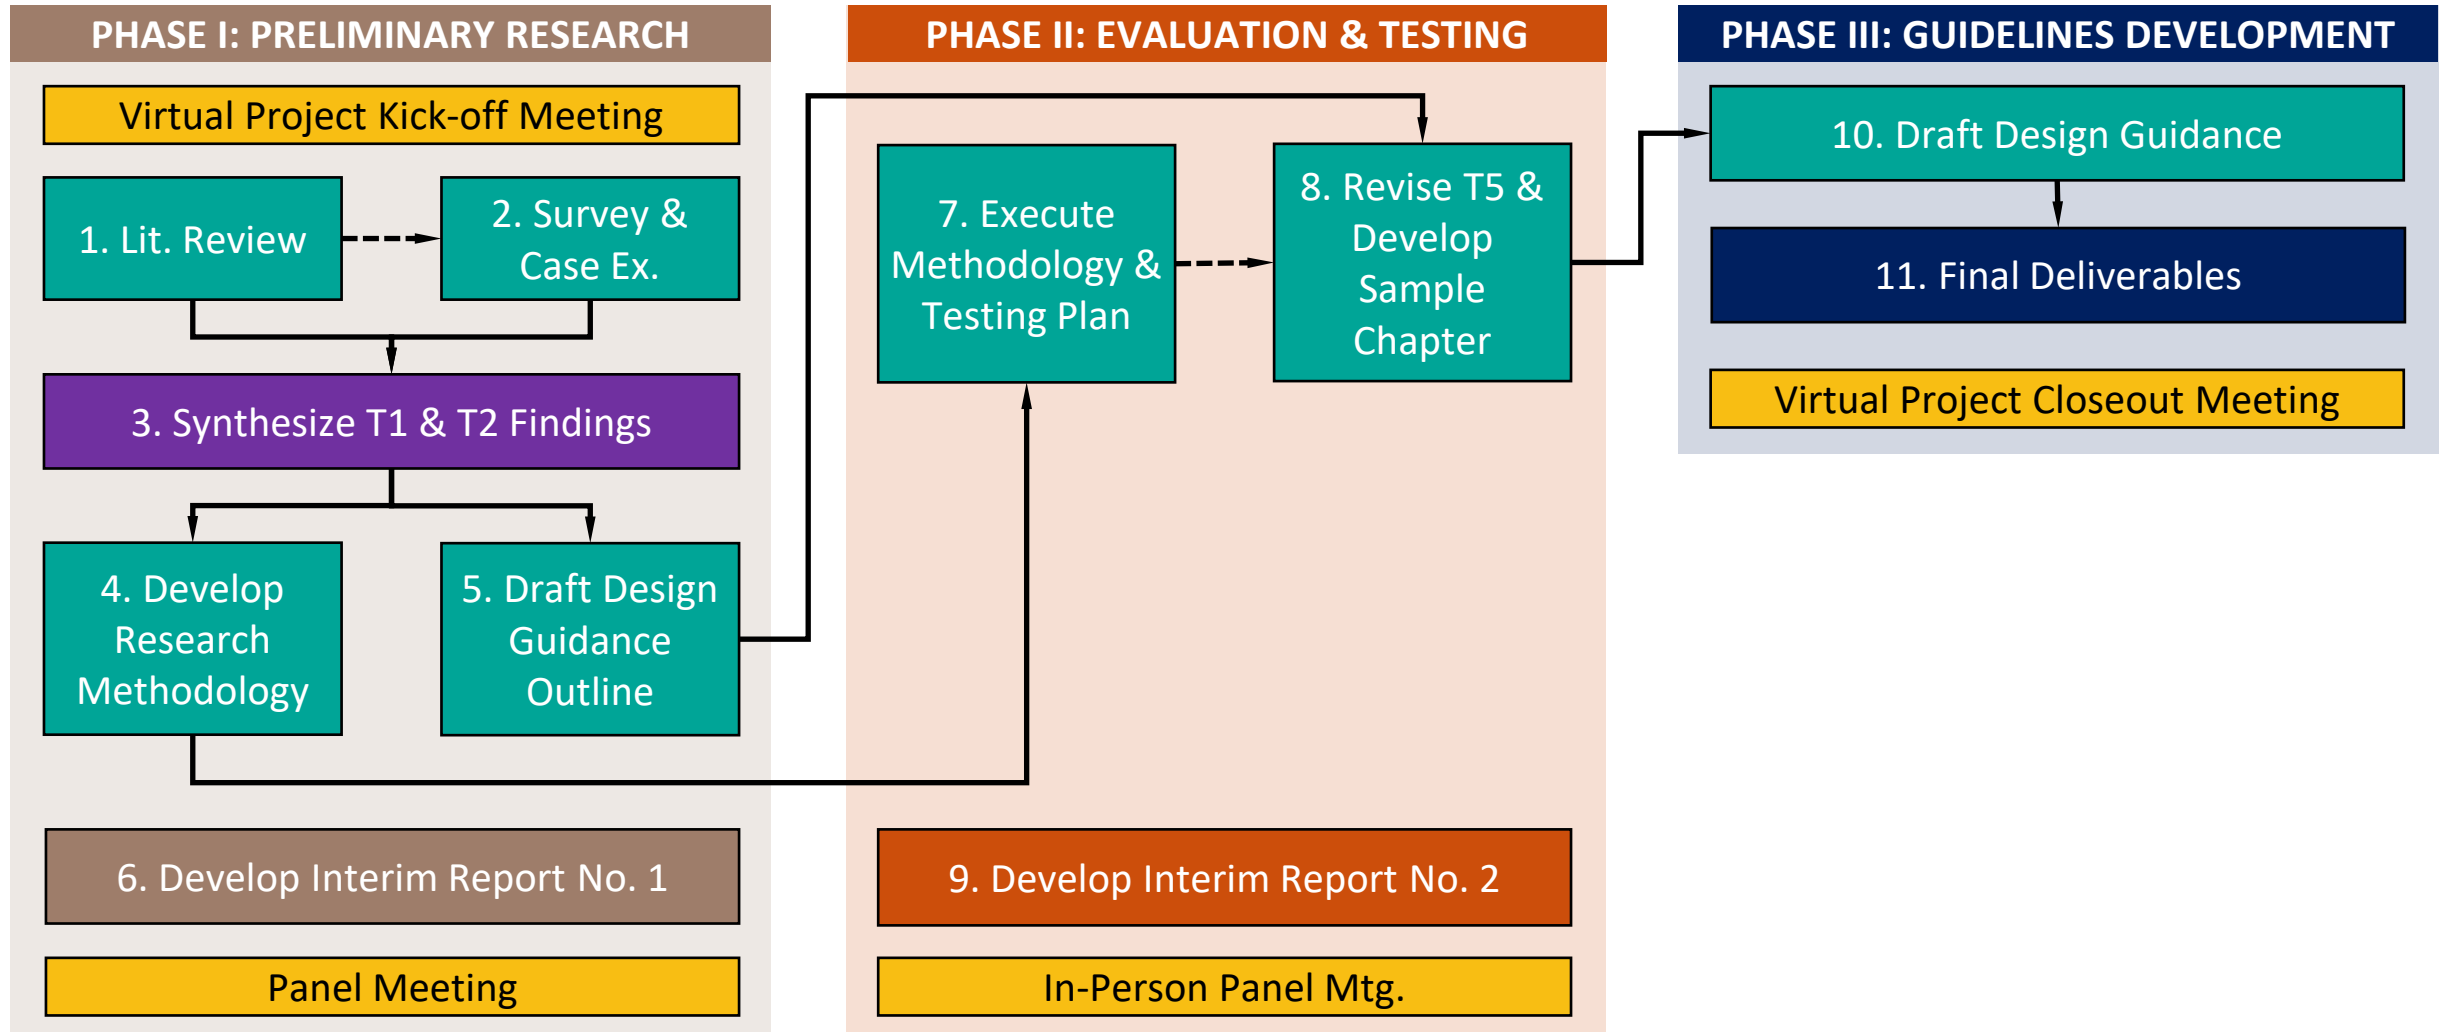 PHASE I: PRELIMINARY RESEARCH
Virtual Project Kick-off Meeting
1. Lit. Review
2. Survey &
Case Ex.
3. Synthesize T1 & T2 Findings
4. Develop
Research
Methodology
5. Draft Design
Guidance
Outline
6. Develop Interim Report No. 1
Panel Meeting
PHASE II: EVALUATION & TESTING
7. Execute
Methodology &
Testing Plan
8. Revise T5 &
Develop
Sample
Chapter
9. Develop Interim Report No. 2
In-Person Panel Mtg.
PHASE III: GUIDELINES DEVELOPMENT
10. Draft Design Guidance
11. Final Deliverables
Virtual Project Closeout Meeting